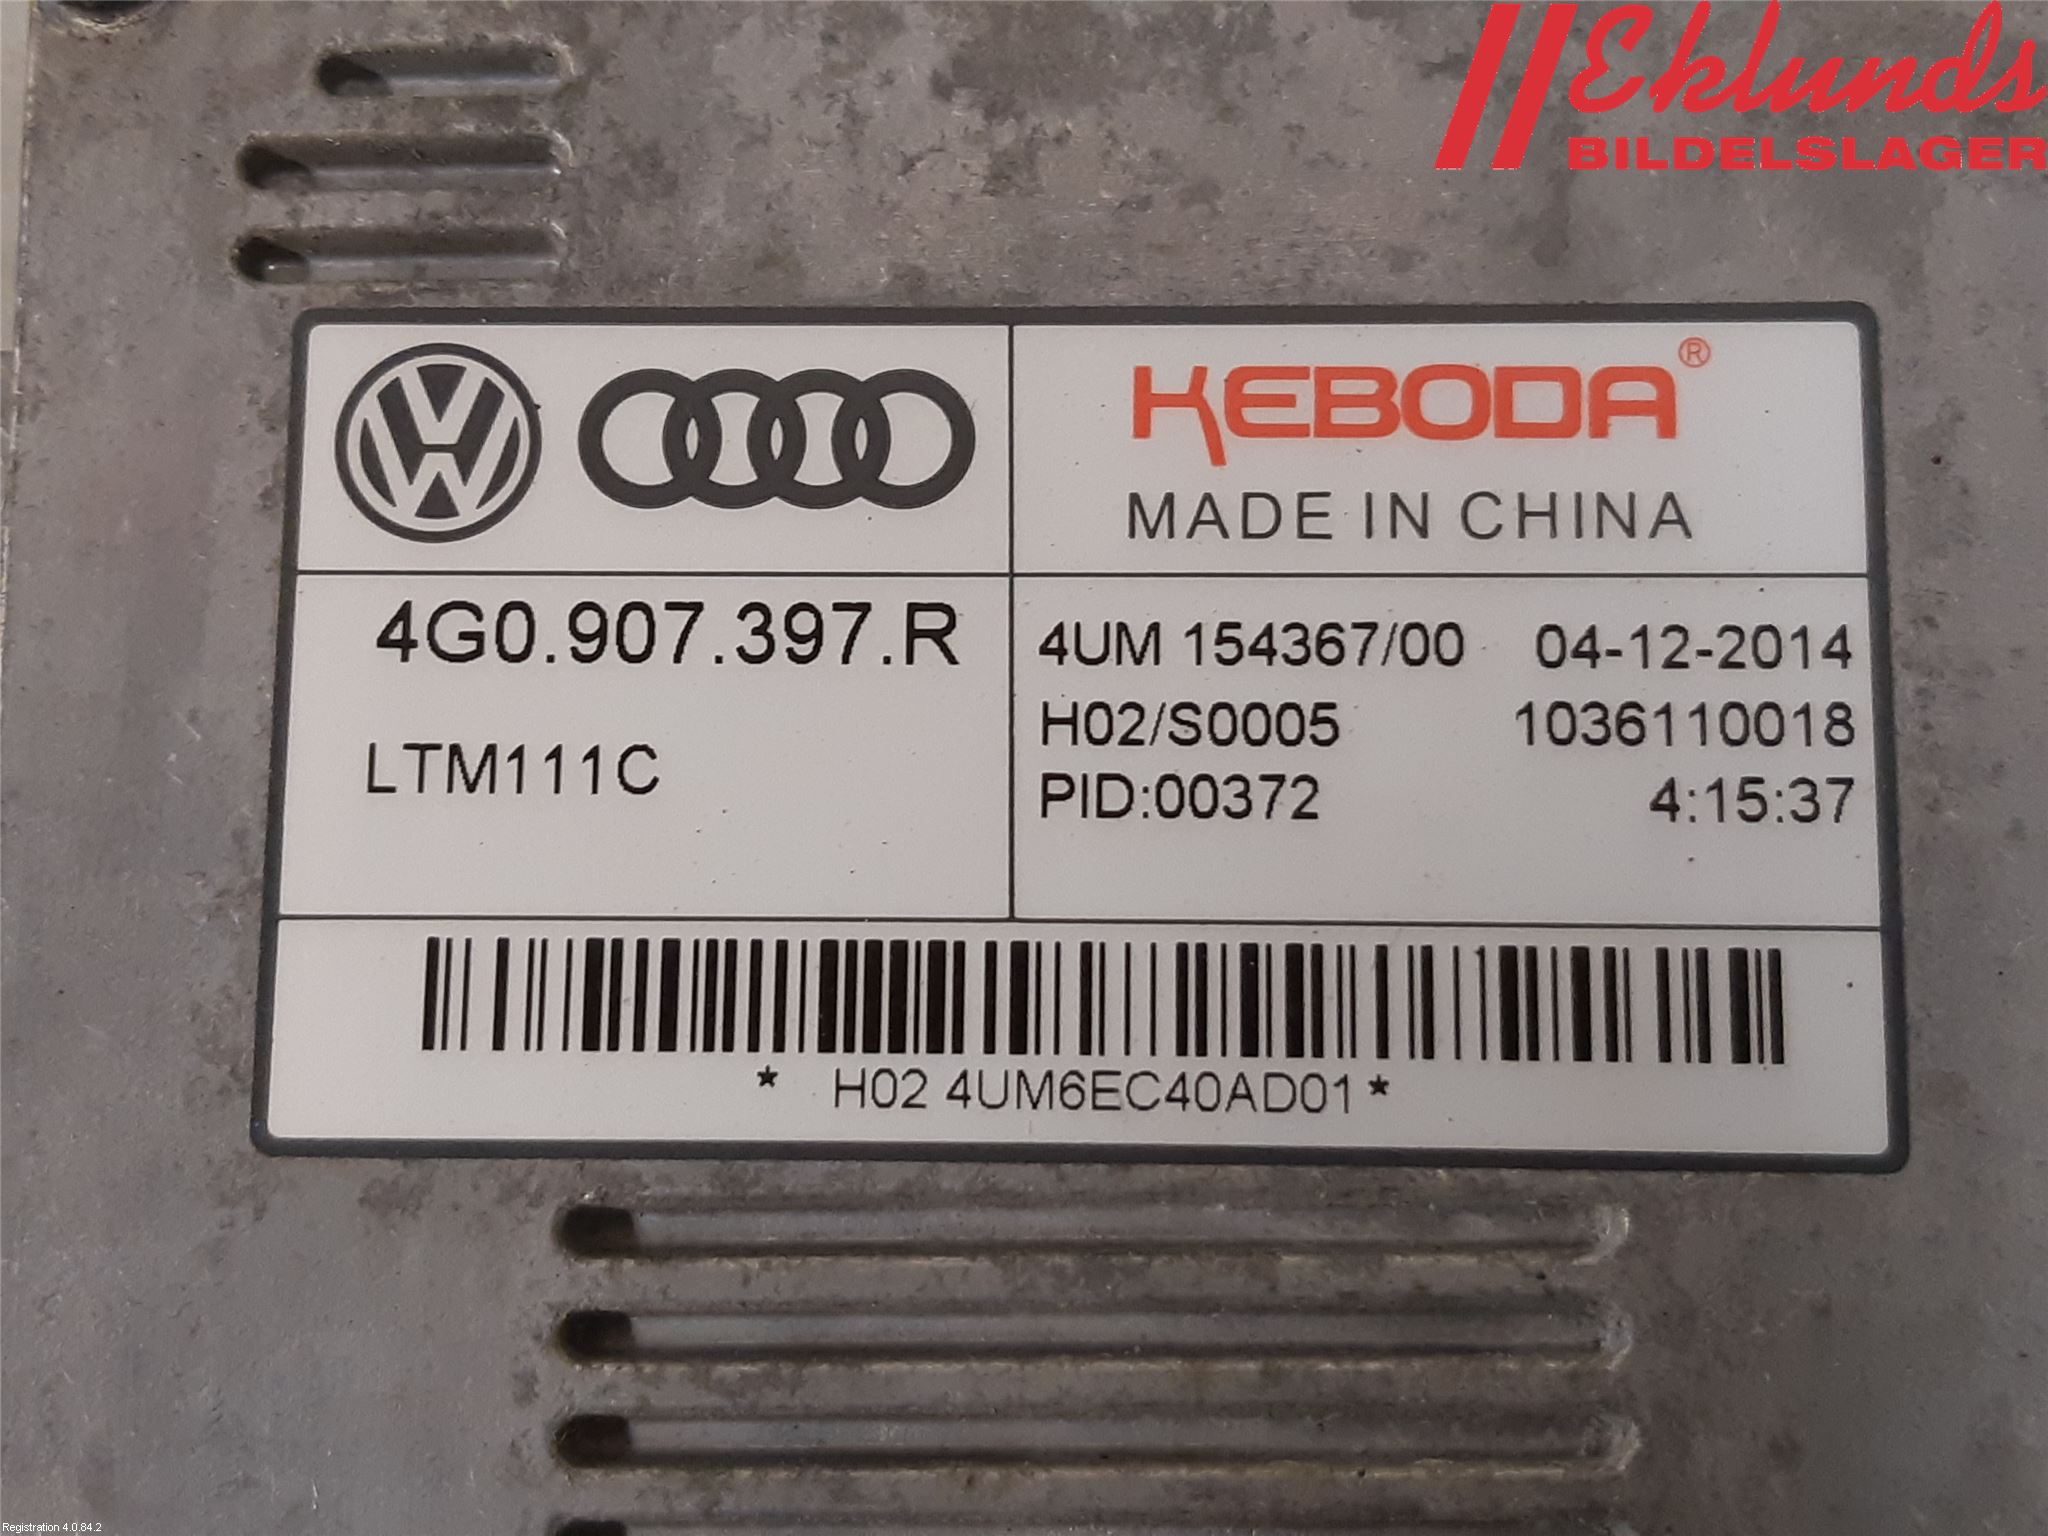 Eklunds
BILDELSLAGER
KEBODA®
MADE IN CHINA
4G0.907.397.R
LTM111C
4UM 154367/00 04-12-2014
H02/S0005 1036110018
PID:00372 4:15:37
* H02 4UM6EC40AD01 *
Registration 4.0.84.2